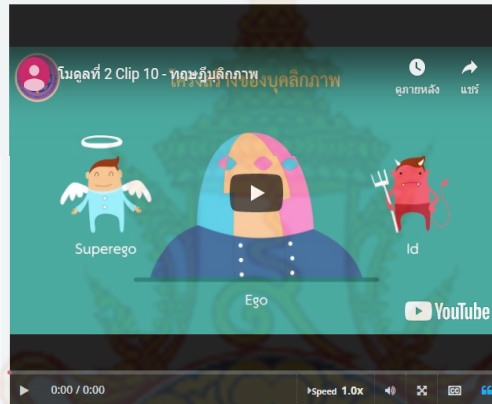 โมดูลที่ 2 Clip 10 - ทฤษฎีบุคลิกภาพ
โครงสร้างของบุคลิกภาพ
ดูภายหลัง
แชร์
Superego
Id
Ego
YouTube
0:00 / 0:00
Speed 1.0x
CC